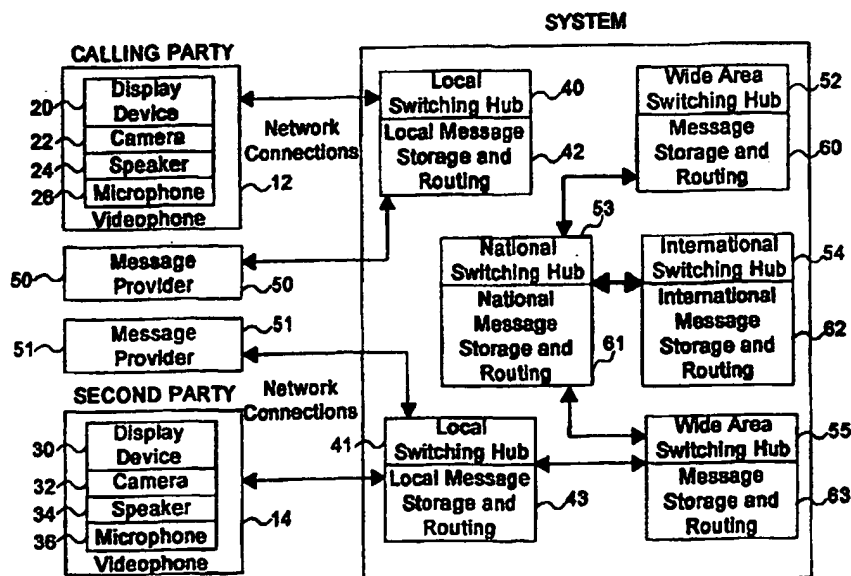 SYSTEM
CALLING PARTY
20
Display
Device
22
Camera
24
Speaker
26
Microphone
Videophone
12
Network
Connections
Local
Switching Hub
40
Local Message
Storage and
Routing
42
Wide Area
Switching Hub
52
Message
Storage and
Routing
60
50
Message
Provider
50
51
Message
Provider
51
53
National
Switching Hub
National
Message
Storage and
Routing
61
International
Switching Hub
54
International
Message
Storage and
Routing
62
SECOND PARTY
Network
Connections
30
Display
Device
32
Camera
34
Speaker
36
Microphone
Videophone
14
41
Local
Switching Hub
Local Message
Storage and
Routing
43
Wide Area
Switching Hub
55
Message
Storage and
Routing
63